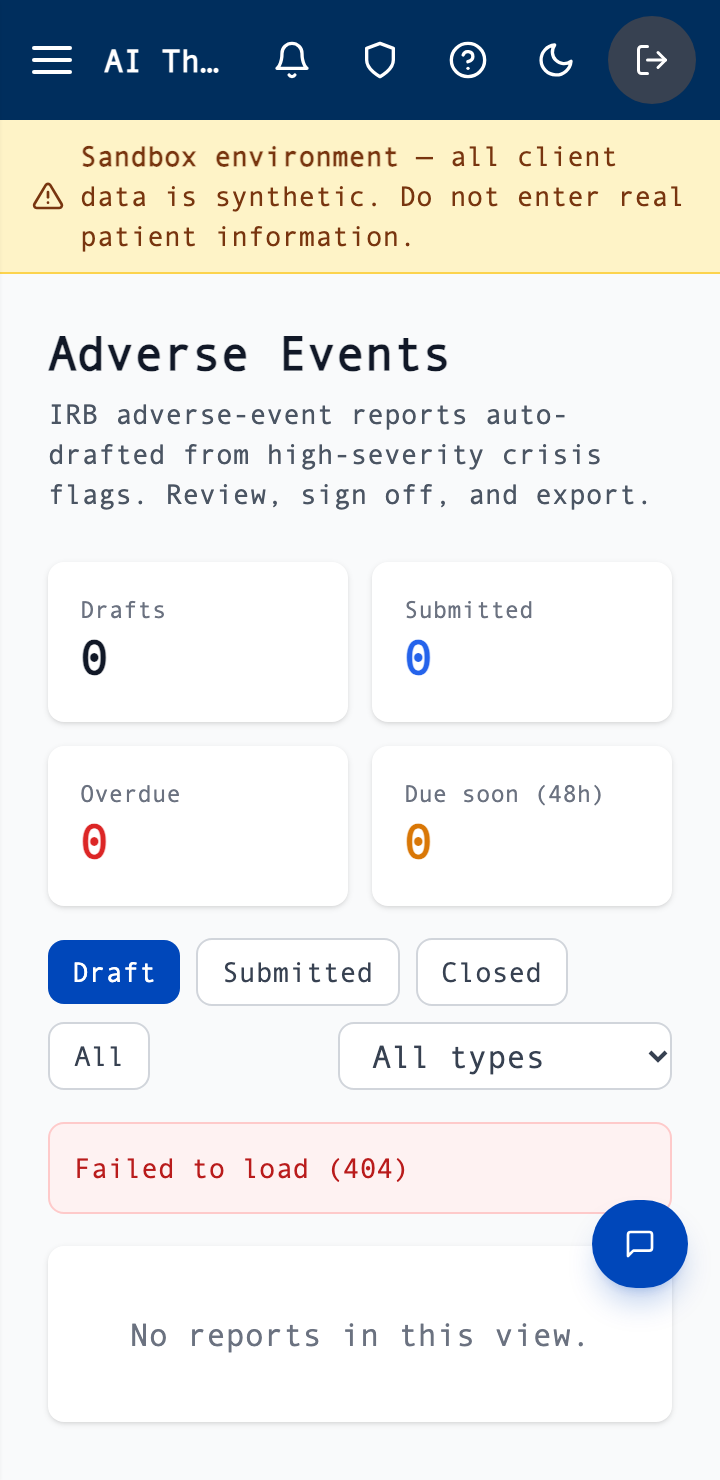 AI Th…
Sandbox environment — all client
data is synthetic. Do not enter real
patient information.
Adverse Events
IRB adverse-event reports auto-
drafted from high-severity crisis
flags. Review, sign off, and export.
Drafts
0
Submitted
0
Overdue
0
Due soon (48h)
0
Draft
Submitted
Closed
All
All types
Failed to load (404)
No reports in this view.